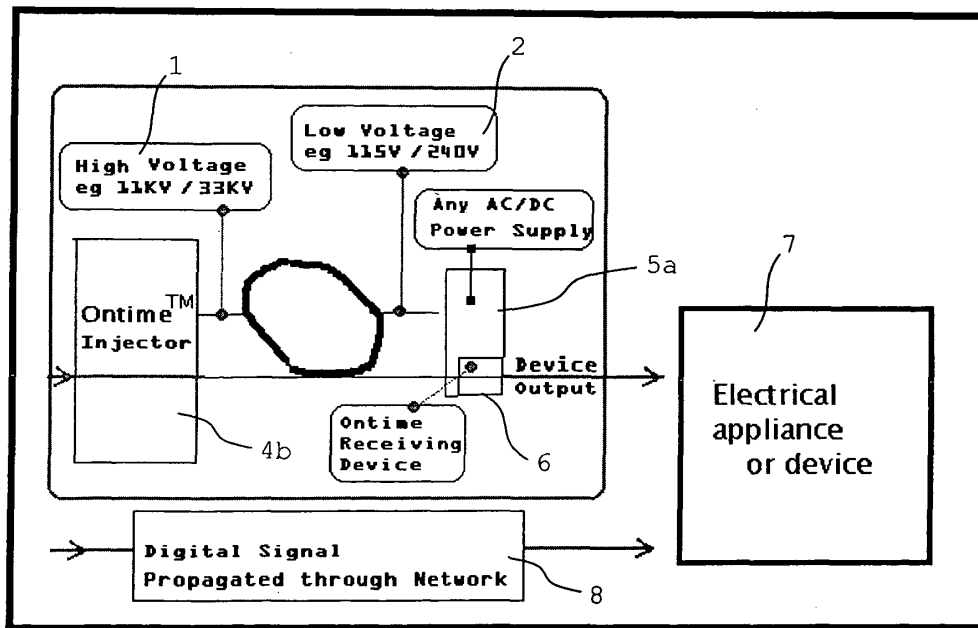 1
2
High Voltage
eg 11KV / 33KV
Low Voltage
eg 115V / 240V
Any AC/DC
Power Supply
5a
7
Ontime™
Injector
4b
Device
Output
Ontime
Receiving
Device
6
Electrical
appliance
or device
Digital Signal
Propagated through Network
8